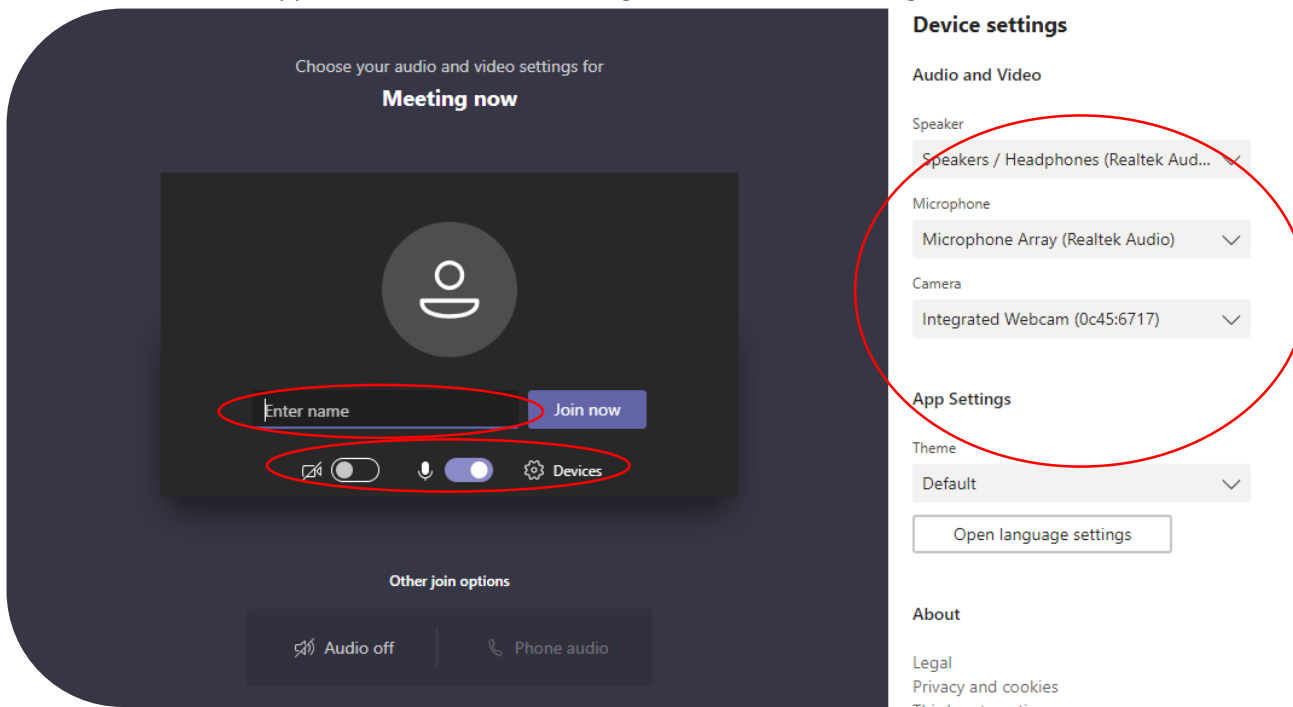 Choose your audio and video settings for
Meeting now
Enter name
Join now
Devices
Other join options
Audio off
Phone audio
Device settings
Audio and Video
Speaker
Speakers / Headphones (Realtek Aud...
Microphone
Microphone Array (Realtek Audio)
Camera
Integrated Webcam (0c45:6717)
App Settings
Theme
Default
Open language settings
About
Legal
Privacy and cookies